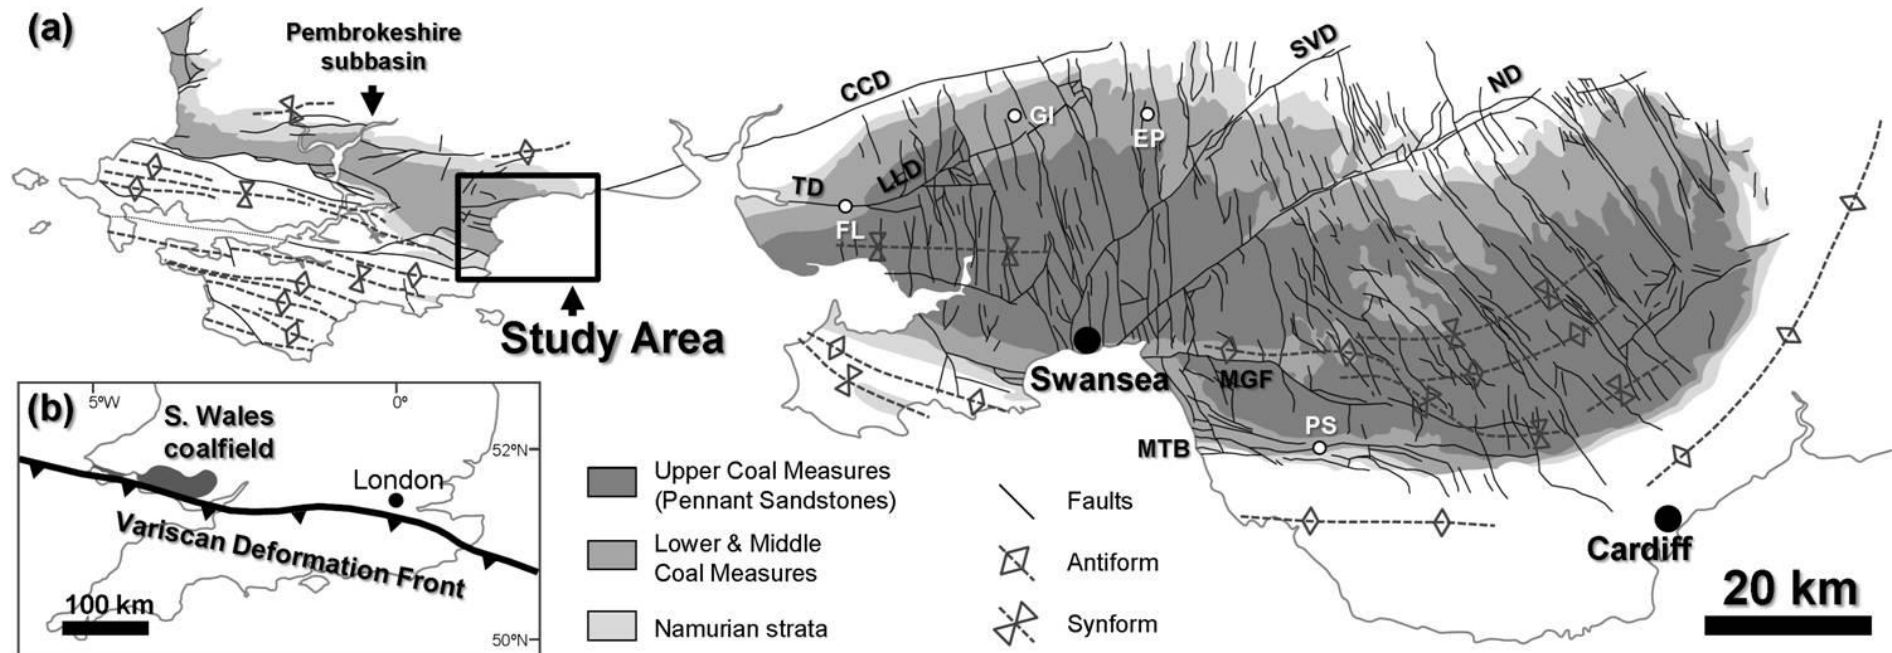 (a)
Pembrokeshire
subbasin
CCD
SVD
ND
GI
EP
TD
LLD
FL
Study Area
Swansea
MGF
PS
MTB
Cardiff
20 km
(b)
5°W
0°
S. Wales
coalfield
52°N
London
Variscan Deformation Front
100 km
50°N
Upper Coal Measures
(Pennant Sandstones)
Lower & Middle
Coal Measures
Namurian strata
Faults
Antiform
Synform